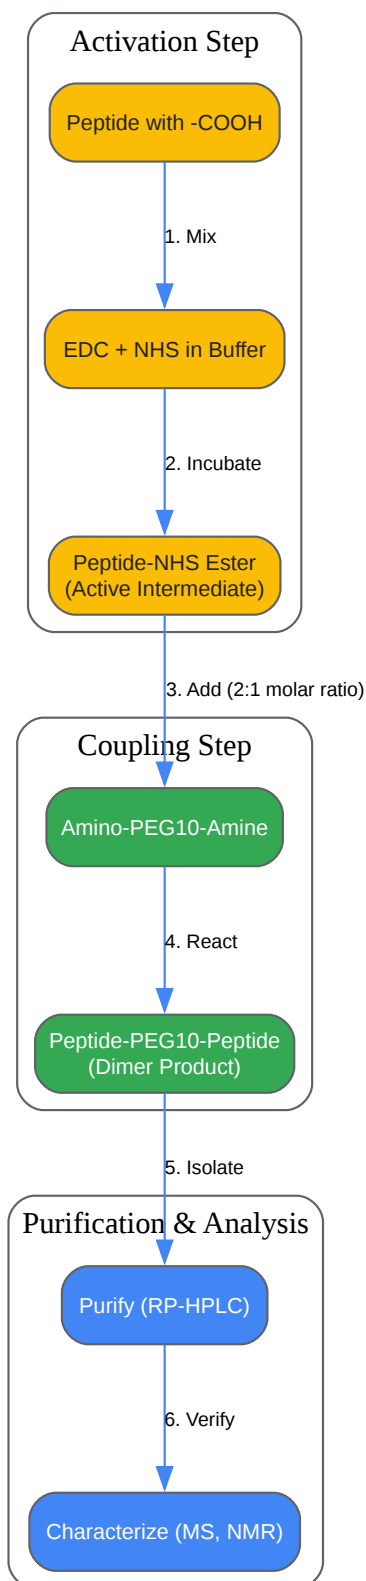 Activation Step
Peptide with -COOH
1. Mix
EDC + NHS in Buffer
2. Incubate
Peptide-NHS Ester
(Active Intermediate)
3. Add (2:1 molar ratio)
Coupling Step
Amino-PEG10-Amine
4. React
Peptide-PEG10-Peptide
(Dimer Product)
5. Isolate
Purification & Analysis
Purify (RP-HPLC)
6. Verify
Characterize (MS, NMR)